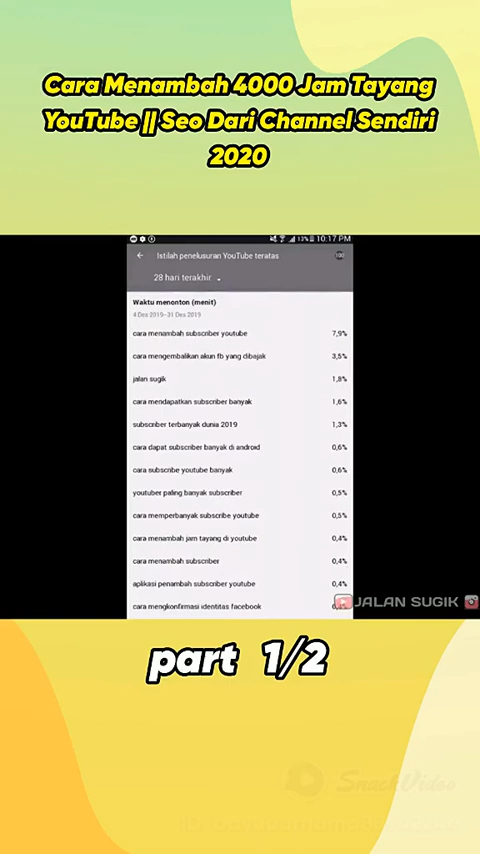 Cara Menambah 4000 Jam Tayang
YouTube || Seo Dari Channel Sendiri
2020
13% 10:17 PM
Istilah penelusuran YouTube teratas
28 hari terakhir
Waktu menonton (menit)
4 Des 2019–31 Des 2019
cara menambah subscriber youtube 7,9%
cara mengembalikan akun fb yang dibajak 3,5%
jalan sugik 1,8%
cara mendapatkan subscriber banyak 1,6%
subscriber terbanyak dunia 2019 1,3%
cara dapat subscriber banyak di android 0,6%
cara subscribe youtube banyak 0,6%
youtuber paling banyak subscriber 0,5%
cara memperbanyak subscribe youtube 0,5%
cara menambah jam tayang di youtube 0,4%
cara menambah subscriber 0,4%
aplikasi penambah subscriber youtube 0,4%
cara mengkonfirmasi identitas facebook
JALAN SUGIK
part 1/2
SnackVideo